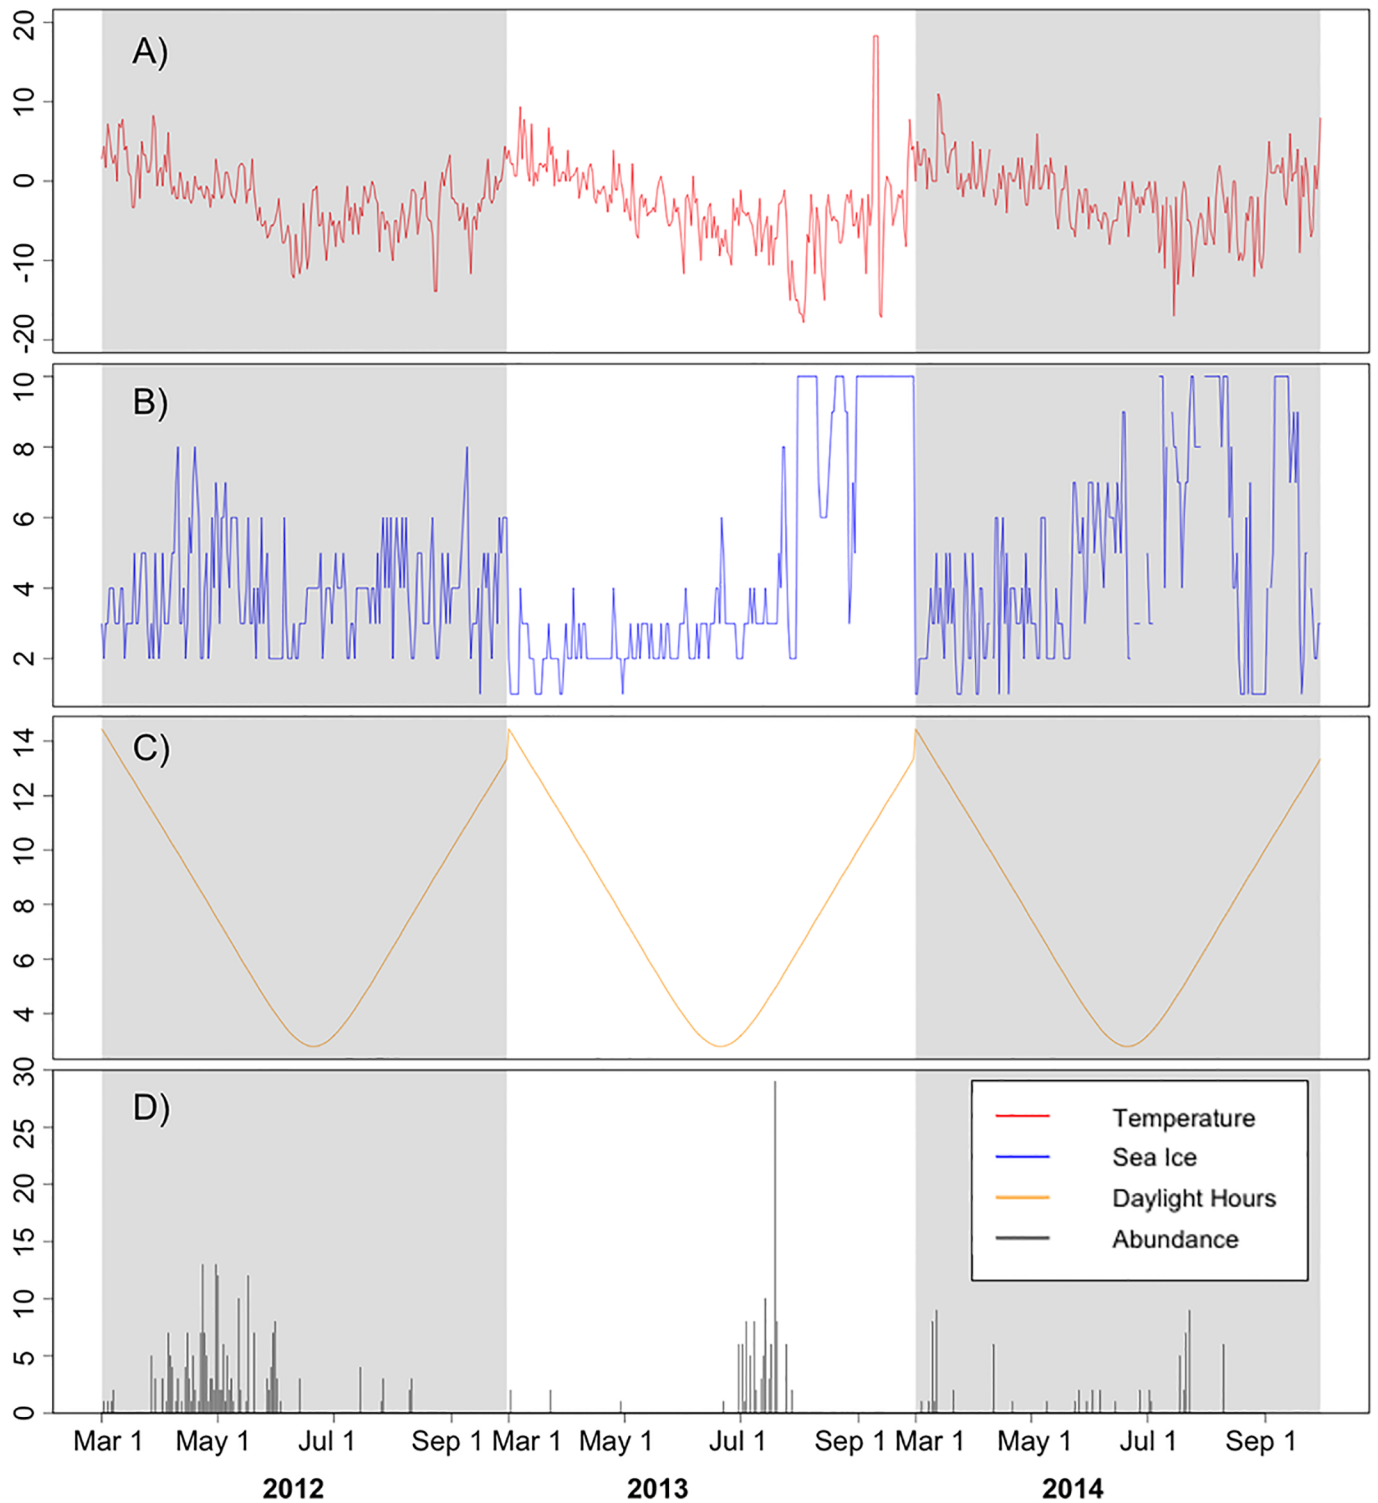 A)
20
10
0
-10
-20
B)
10
8
6
4
2
C)
14
12
10
8
6
4
D)
30
25
20
15
10
5
0
Temperature
Sea Ice
Daylight Hours
Abundance
Mar 1 May 1 Jul 1 Sep 1 Mar 1 May 1 Jul 1 Sep 1 Mar 1 May 1 Jul 1 Sep 1
2012 2013 2014